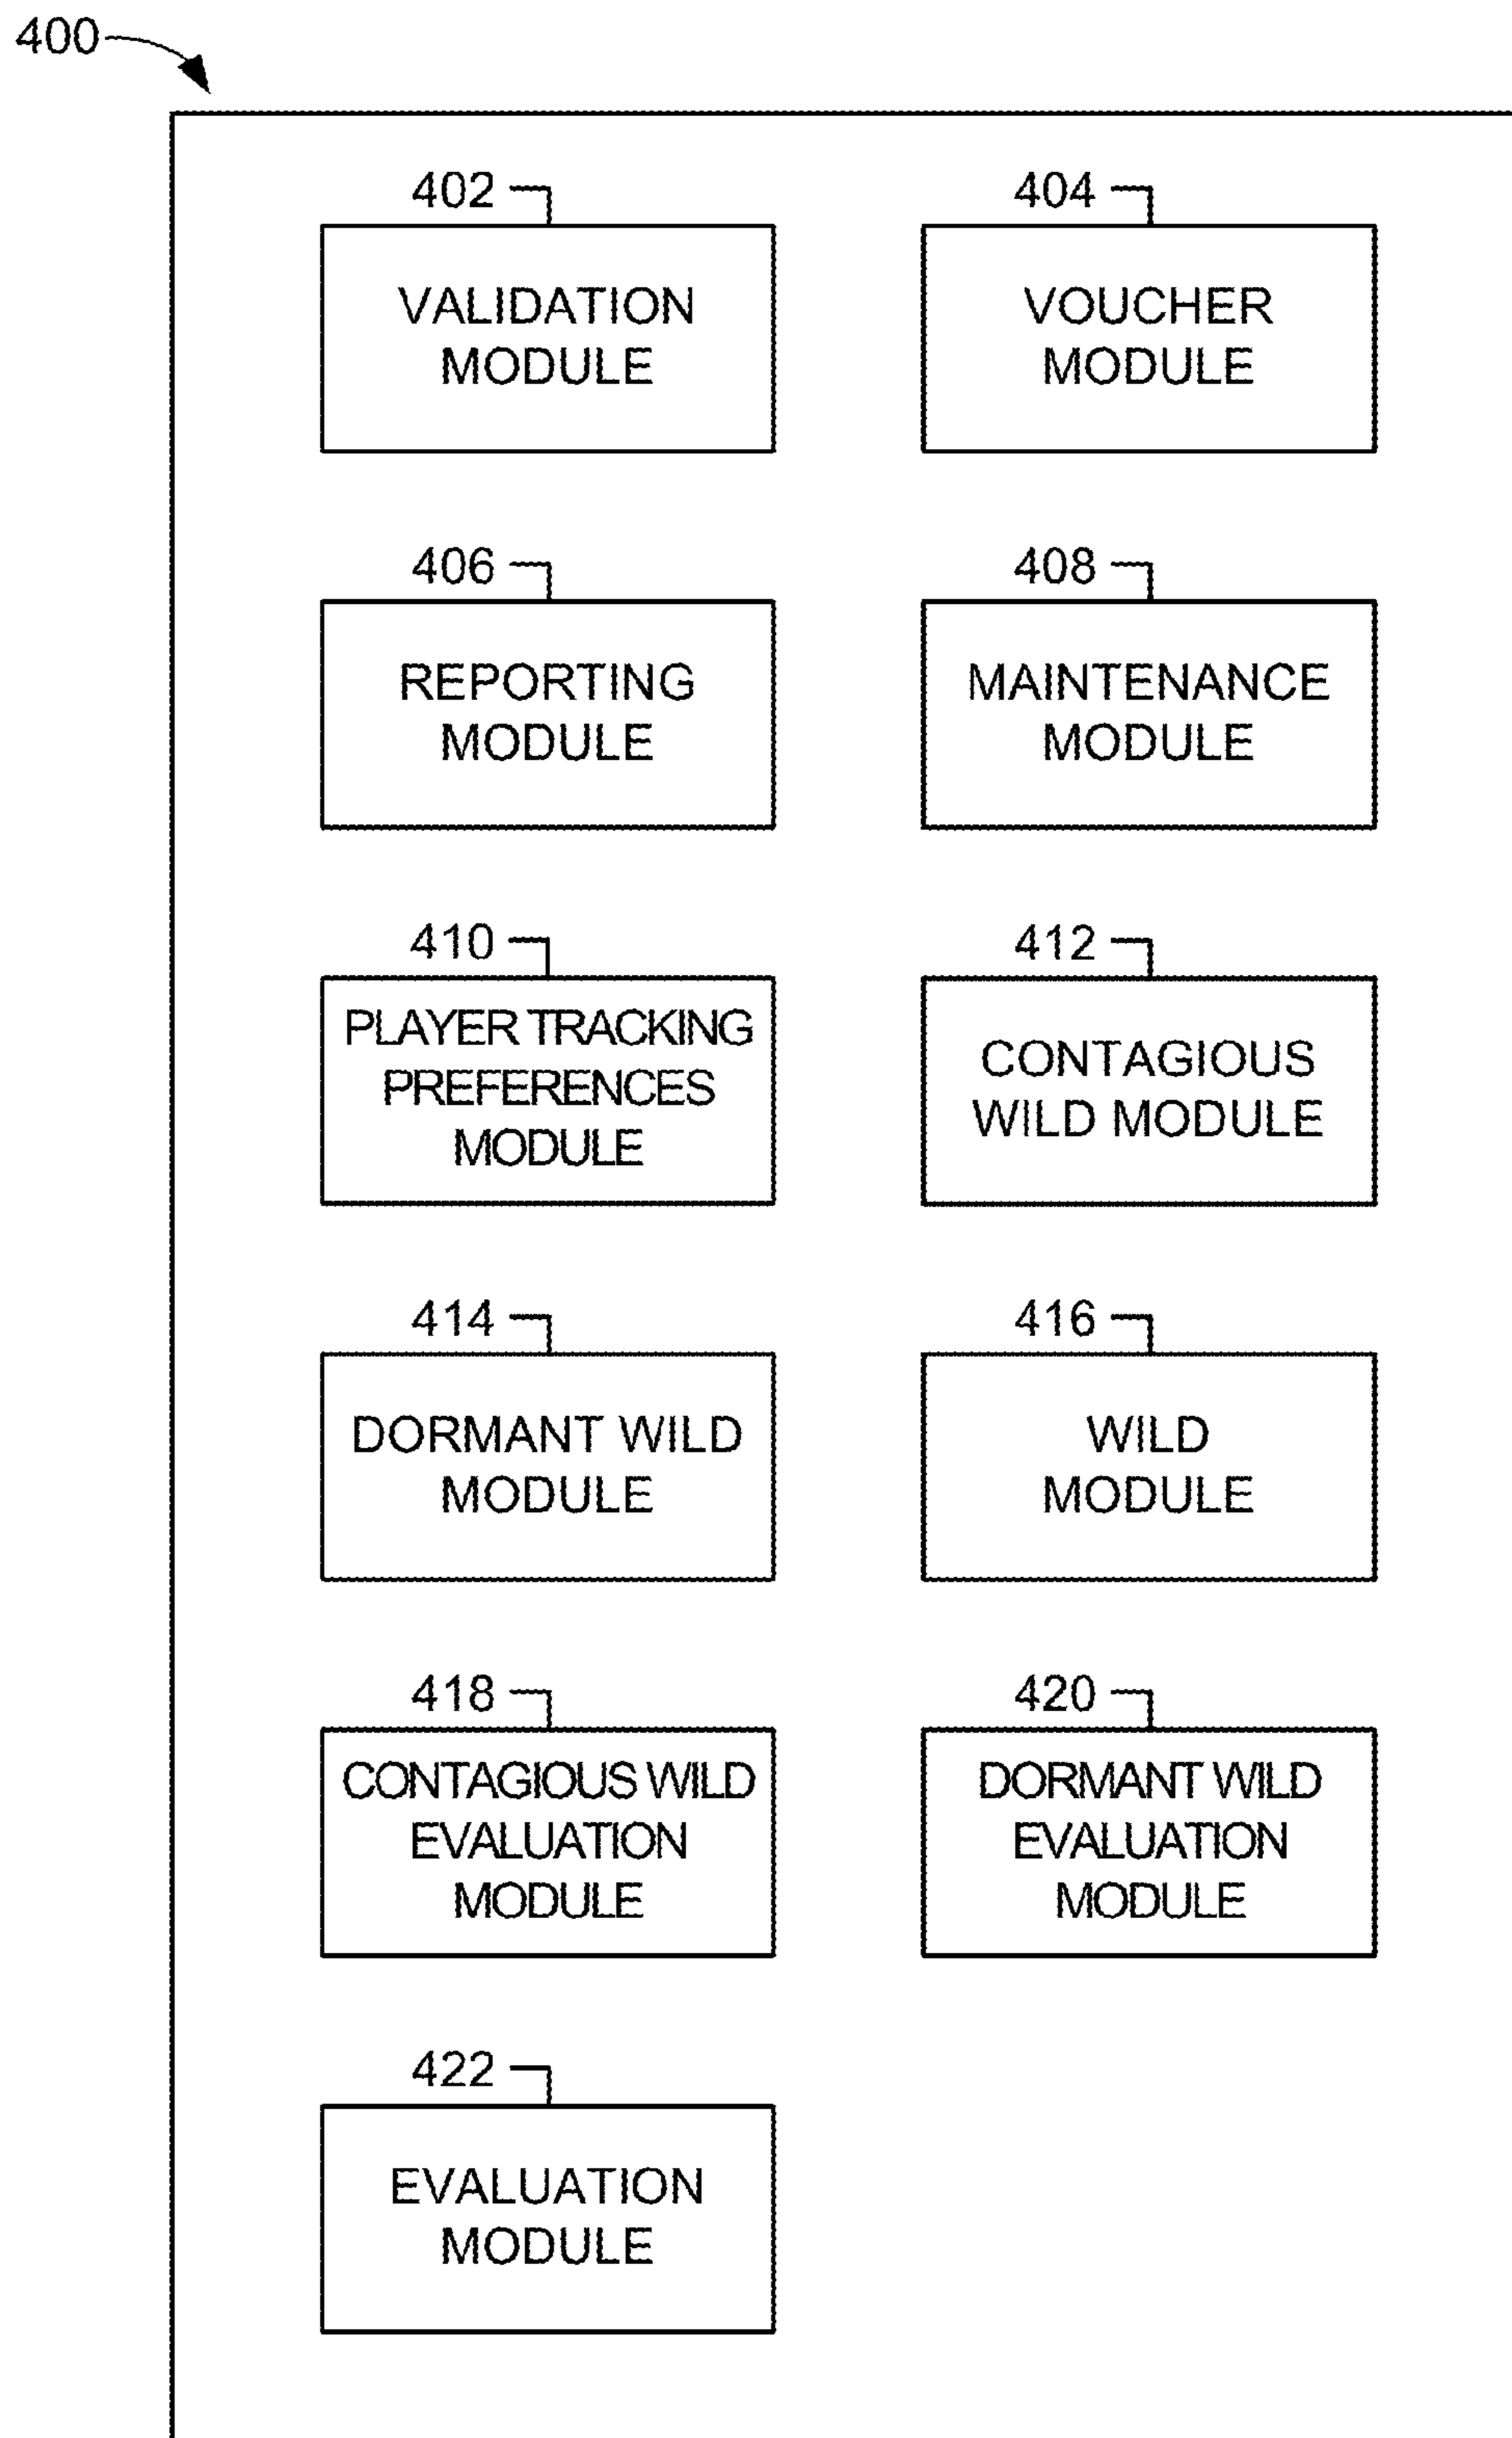 400
402
VALIDATION
MODULE
404
VOUCHER
MODULE
406
REPORTING
MODULE
408
MAINTENANCE
MODULE
410
PLAYER TRACKING
PREFERENCES
MODULE
412
CONTAGIOUS
WILD MODULE
414
DORMANT WILD
MODULE
416
WILD
MODULE
418
CONTAGIOUS WILD
EVALUATION
MODULE
420
DORMANT WILD
EVALUATION
MODULE
422
EVALUATION
MODULE